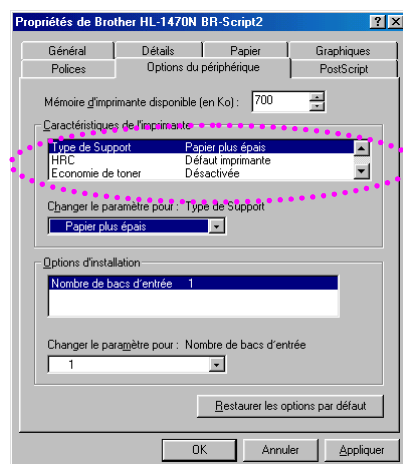 Propriétés de Brother HL-1470N BR-Script2
Général Détails Papier Graphiques
Polices Options du périphérique PostScript
Mémoire d'imprimante disponible (en Ko) : 700
Caractéristiques de l'imprimante
Type de Support Papier plus épais
HRC Défaut imprimante
Economie de toner Désactivée
Changer le paramètre pour : Type de Support
Papier plus épais
Options d'installation
Nombre de bacs d'entrée 1
Changer le paramètre pour : Nombre de bacs d'entrée
1
Restaurer les options par défaut
OK Annuler Appliquer